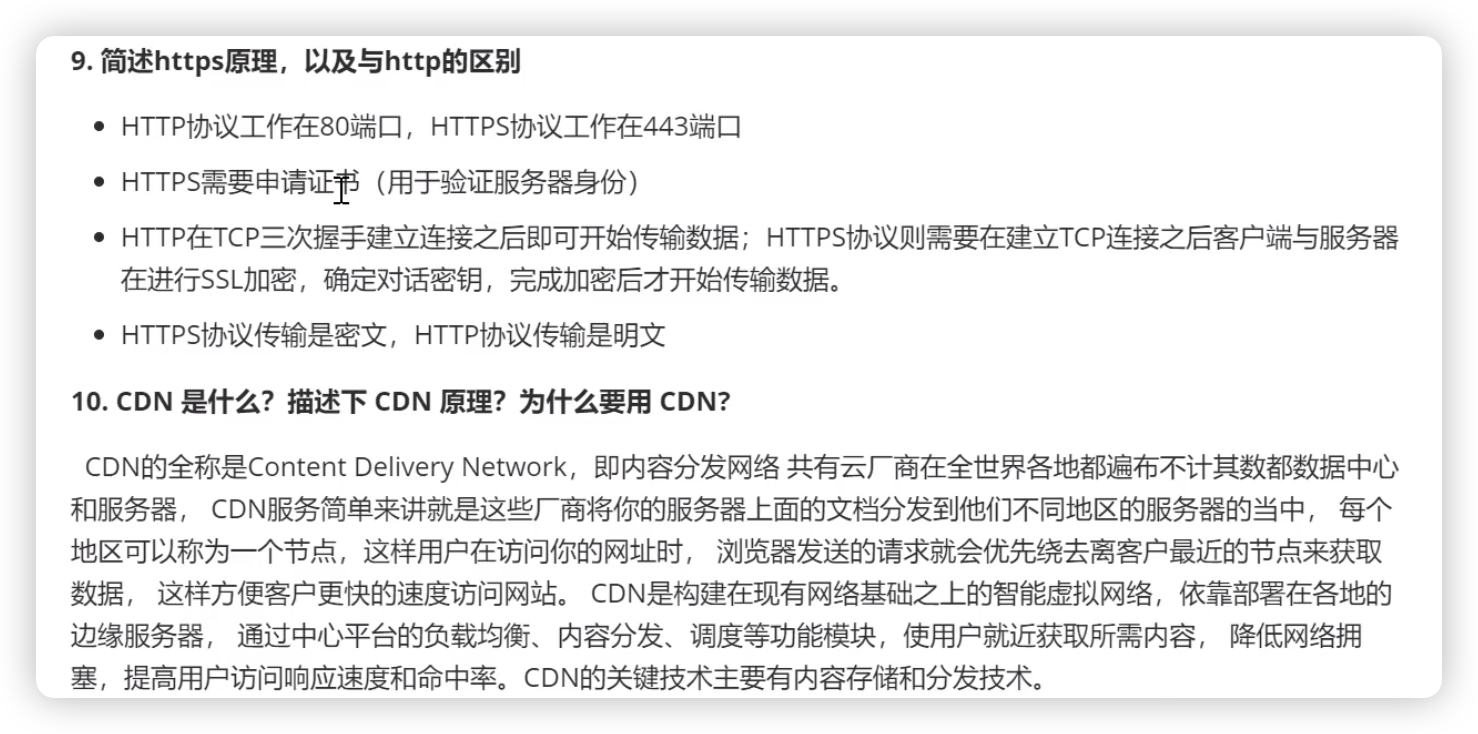 9. 简述https原理，以及与http的区别
HTTP协议工作在80端口，HTTPS协议工作在443端口
HTTPS需要申请证书（用于验证服务器身份）
HTTP在TCP三次握手建立连接之后即可开始传输数据；HTTPS协议则需要在建立TCP连接之后客户端与服务器
在进行SSL加密，确定对话密钥，完成加密后才开始传输数据。
HTTPS协议传输是密文，HTTP协议传输是明文
10. CDN 是什么？描述下 CDN 原理？为什么要用 CDN?
CDN的全称是Content Delivery Network，即内容分发网络 共有云厂商在全世界各地都遍布不计其数都数据中心
和服务器， CDN服务简单来讲就是这些厂商将你的服务器上面的文档分发到他们不同地区的服务器的当中， 每个
地区可以称为一个节点，这样用户在访问你的网址时， 浏览器发送的请求就会优先绕去离客户最近的节点来获取
数据， 这样方便客户更快的速度访问网站。 CDN是构建在现有网络基础之上的智能虚拟网络，依靠部署在各地的
边缘服务器， 通过中心平台的负载均衡、内容分发、调度等功能模块，使用户就近获取所需内容， 降低网络拥
塞，提高用户访问响应速度和命中率。CDN的关键技术主要有内容存储和分发技术。